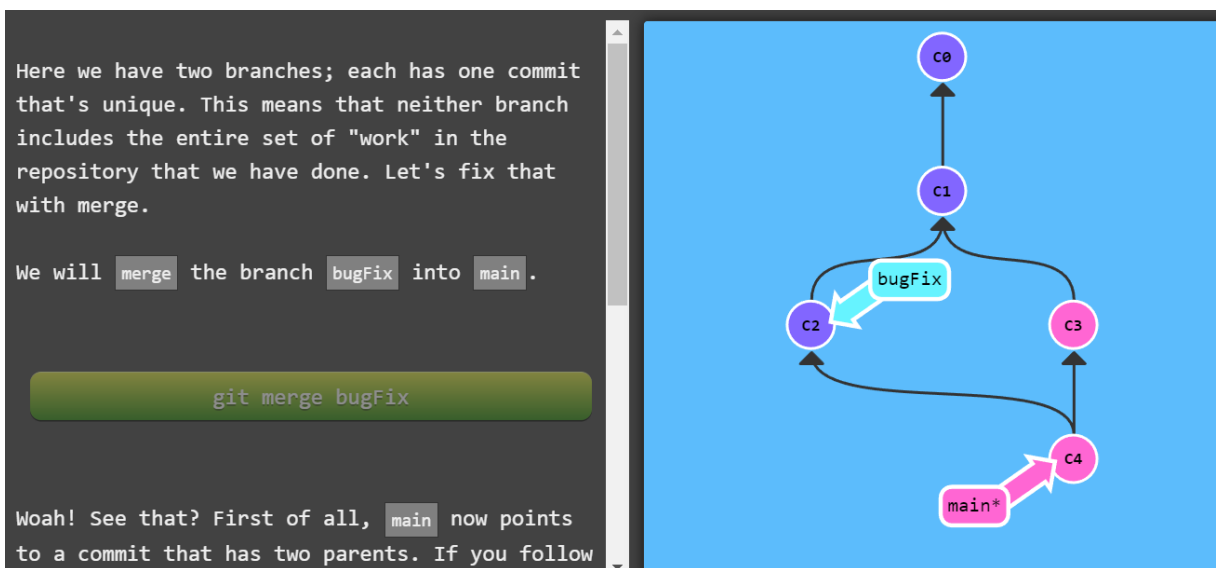 Here we have two branches; each has one commit
that's unique. This means that neither branch
includes the entire set of "work" in the
repository that we have done. Let's fix that
with merge.
We will merge the branch bugFix into main.
git merge bugFix
Woah! See that? First of all, main now points
to a commit that has two parents. If you follow
C0
C1
bugFix
C2
C3
C4
main*